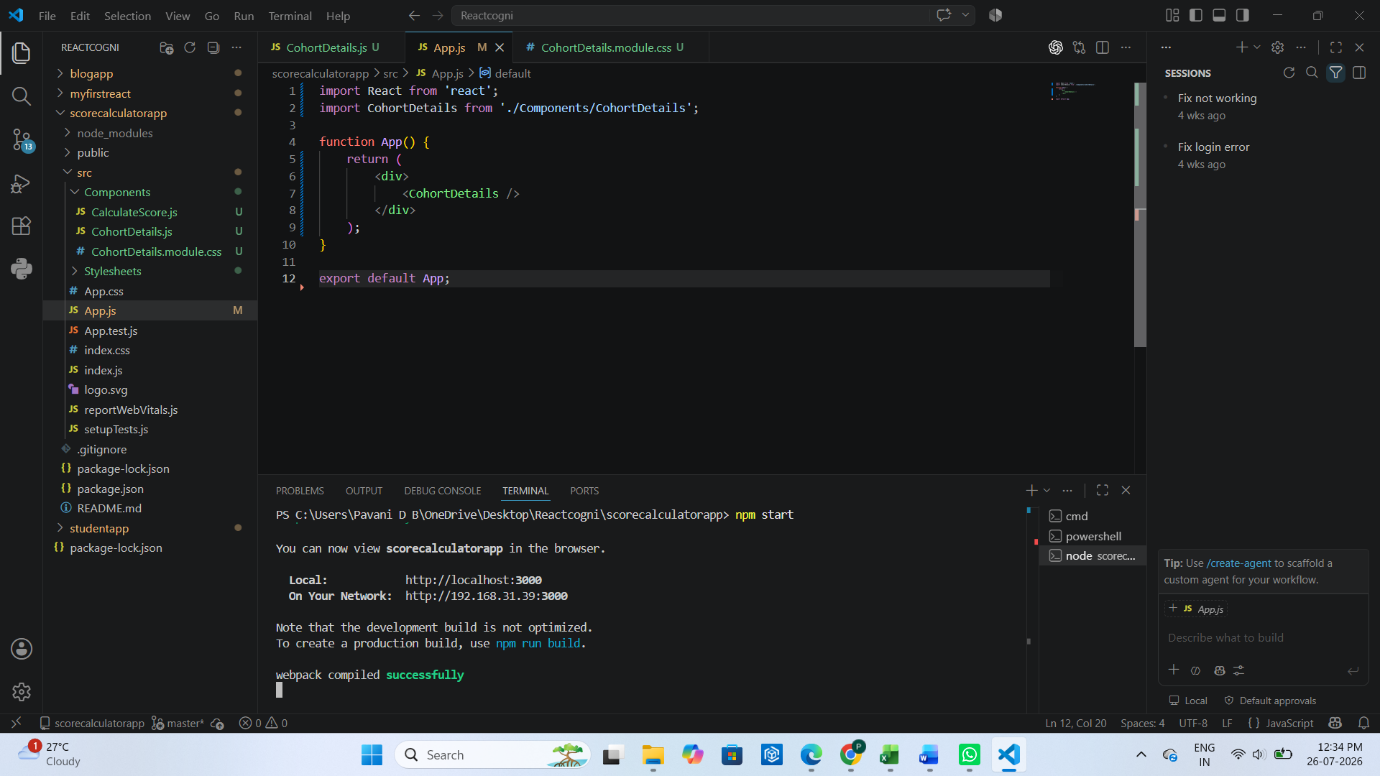 File Edit Selection View Go Run Terminal Help
Reactcogni
REACTCOGNI
blogapp
myfirstreact
scorecalculatorapp
node_modules
public
src
Components
JS CalculateScore.js U
JS CohortDetails.js U
# CohortDetails.module.css U
Stylesheets
# App.css
JS App.js M
JS App.test.js
# index.css
JS index.js
logo.svg
JS reportWebVitals.js
JS setupTests.js
.gitignore
{} package-lock.json
{} package.json
README.md
studentapp
{} package-lock.json
13
JS CohortDetails.js U
JS App.js M
# CohortDetails.module.css U
scorecalculatorapp > src > JS App.js > default
1 import React from 'react';
2 import CohortDetails from './Components/CohortDetails';
3
4 function App() {
5 return (
6 <div>
7 <CohortDetails />
8 </div>
9 );
10 }
11
12 export default App;
PROBLEMS OUTPUT DEBUG CONSOLE TERMINAL PORTS
PS C:\Users\Pavani D B\OneDrive\Desktop\Reactcogni\scorecalculatorapp> npm start
You can now view scorecalculatorapp in the browser.
Local: http://localhost:3000
On Your Network: http://192.168.31.39:3000
Note that the development build is not optimized.
To create a production build, use npm run build.
webpack compiled successfully
cmd
powershell
node scorec...
SESSIONS
Fix not working
4 wks ago
Fix login error
4 wks ago
Tip: Use /create-agent to scaffold a
custom agent for your workflow.
JS App.js
Describe what to build
Local Default approvals
scorecalculatorapp master* 0 0
Ln 12, Col 20 Spaces: 4 UTF-8 LF {} JavaScript
1
27°C
Cloudy
Search
P
ENG
IN
12:34 PM
26-07-2026